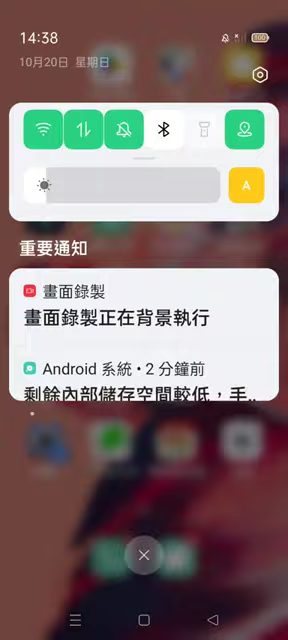 14:38
100
10月20日 星期日
A
重要通知
畫面錄製
畫面錄製正在背景執行
Android 系統 • 2 分鐘前
剩餘內部儲存空間較低，手..